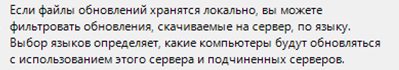 Если файлы обновлений хранятся локально, вы можете
фильтровать обновления, скачиваемые на сервер, по языку.
Выбор языков определяет, какие компьютеры будут обновляться
с использованием этого сервера и подчиненных серверов.